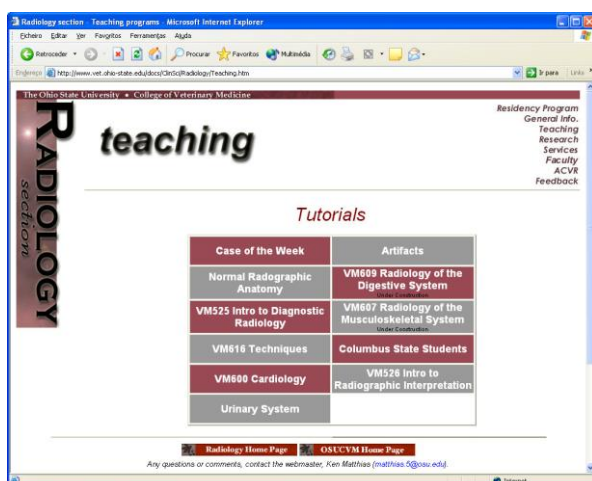 Radiology section - Teaching programs - Microsoft Internet Explorer
Ficheiro Editar Ver Favoritos Ferramentas Ajuda
Retroceder Procurar Favoritos Multimédia
Endereço http://www.vet.ohio-state.edu/docs/ClinSci/Radiology/Teaching.htm Ir para
The Ohio State University • College of Veterinary Medicine
RADIOLOGY
section
teaching
Residency Program
General Info.
Teaching
Research
Services
Faculty
ACVR
Feedback
Tutorials
Case of the Week
Artifacts
Normal Radographic
Anatomy
VM609 Radiology of the
Digestive System
Under Construction
VM525 Intro to Diagnostic
Radiology
VM607 Radiology of the
Musculoskeletal System
Under Construction
VM616 Techniques
Columbus State Students
VM600 Cardiology
VM526 Intro to
Radiographic Interpretation
Urinary System
Radiology Home Page
OSUCVM Home Page
Any questions or comments, contact the webmaster, Ken Matthias (matthias.5@osu.edu).
Internet